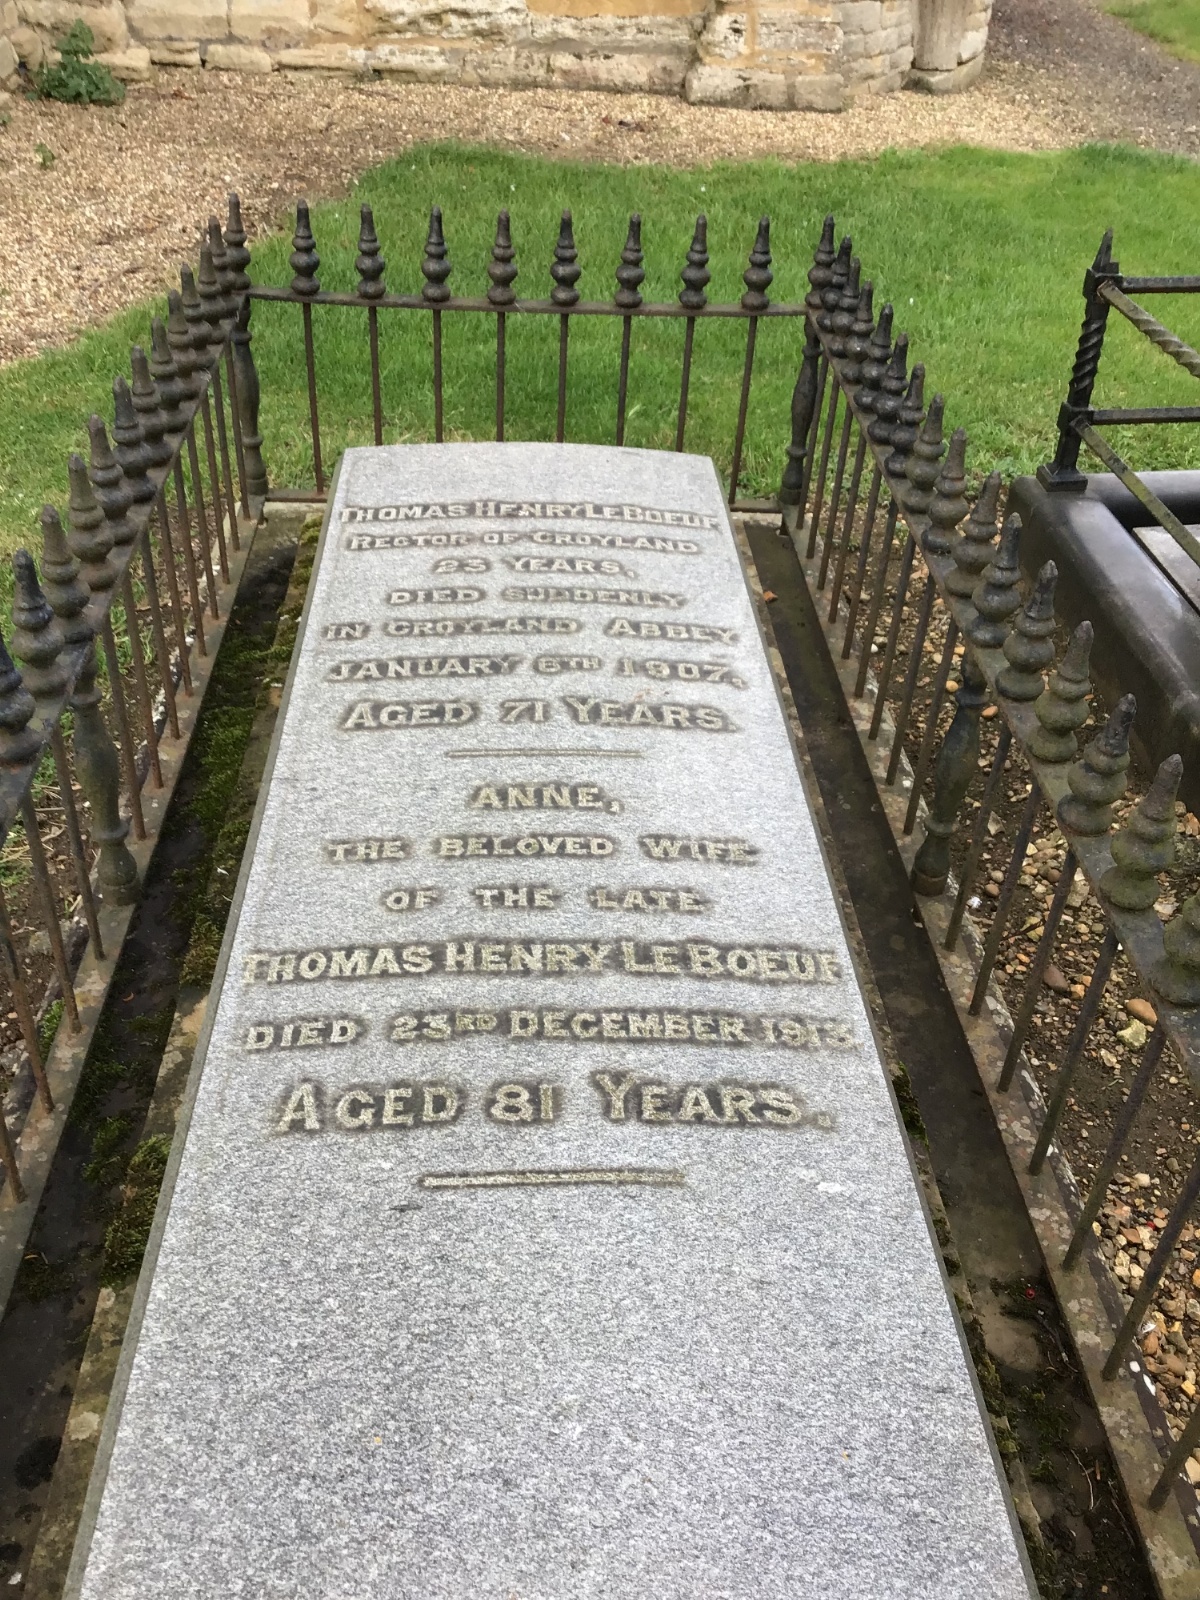 THOMAS HENRY LE BOEUF
RECTOR OF CROYLAND
23 YEARS,
DIED SUDDENLY
IN CROYLAND ABBEY
JANUARY 6TH 1907,
AGED 71 YEARS.
ANNE,
THE BELOVED WIFE
OF THE LATE
THOMAS HENRY LE BOEUF
DIED 23RD DECEMBER 1913
AGED 81 YEARS.